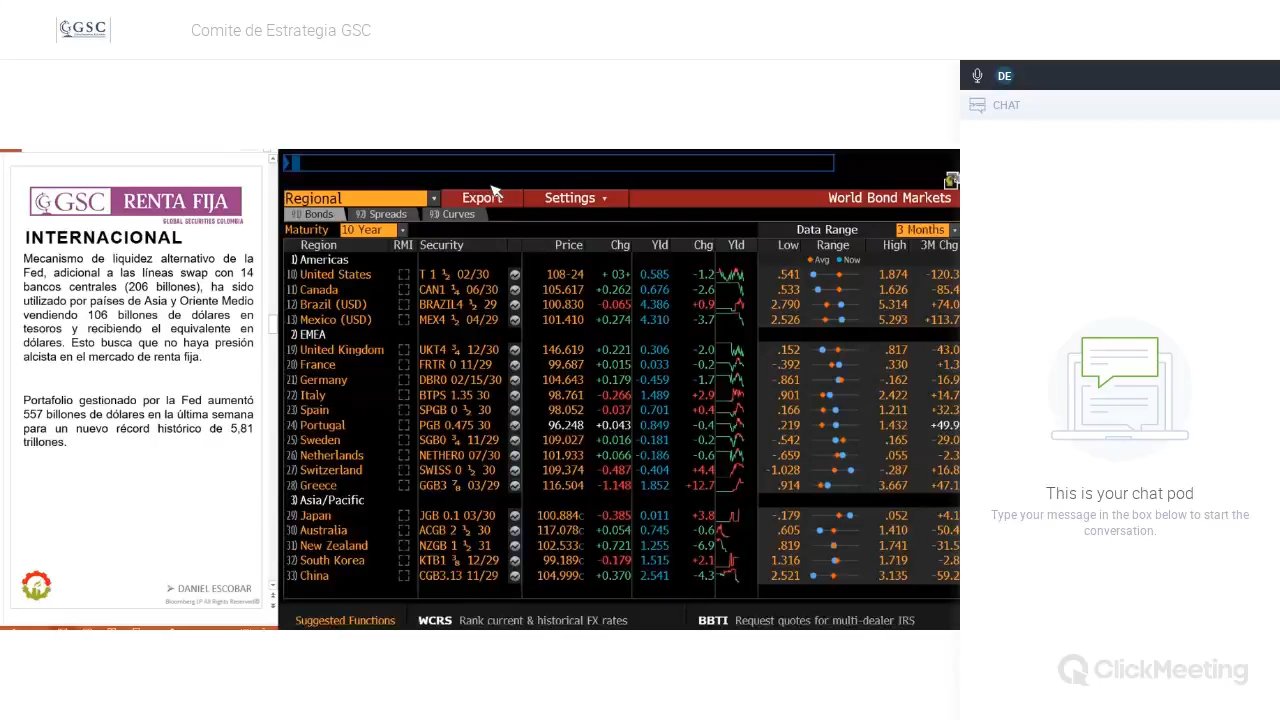 GSC
Comite de Estrategia GSC
DE
CHAT
GSC RENTA FIJA
GLOBAL SECURITIES COLOMBIA
INTERNACIONAL
Mecanismo de liquidez alternativo de la
Fed, adicional a las líneas swap con 14
bancos centrales (206 billones), ha sido
utilizado por países de Asia y Oriente Medio
vendiendo 106 billones de dólares en
tesoros y recibiendo el equivalente en
dólares. Esto busca que no haya presión
alcista en el mercado de renta fija.
Portafolio gestionado por la Fed aumentó
557 billones de dólares en la última semana
para un nuevo récord histórico de 5,81
trillones.
➢ DANIEL ESCOBAR
Bloomberg LP All Rights Reserved
Regional Export Settings World Bond Markets
91) Bonds 92) Spreads 93) Curves
Maturity 10 Year Data Range 3 Months
Region RMI Security Price Chg Yld Chg Yld Low Range High 3M Chg
1) Americas Avg Now
10) United States T 1 ½ 02/30 108-24 + 03+ 0.585 -1.2 .541 1.874 -120.3
11) Canada CAN1 ¼ 06/30 105.617 +0.262 0.676 -2.6 .533 1.626 -85.4
12) Brazil (USD) BRAZIL4 ½ 29 100.830 -0.065 4.386 +0.9 2.790 5.314 +74.0
13) Mexico (USD) MEX4 ½ 04/29 101.410 +0.274 4.310 -3.7 2.526 5.293 +113.7
2) EMEA
19) United Kingdom UKT4 ¾ 12/30 146.619 +0.221 0.306 -2.0 .152 .817 -43.0
20) France FRTR 0 11/29 99.687 +0.015 0.033 -0.2 -.392 .330 +1.3
21) Germany DBR0 02/15/30 104.643 +0.179 -0.459 -1.7 -.861 -.162 -16.9
22) Italy BTPS 1.35 30 98.761 -0.266 1.489 +2.9 .901 2.422 +14.7
23) Spain SPGB 0 ½ 30 98.052 -0.037 0.701 +0.4 .166 1.211 +32.3
24) Portugal PGB 0.475 30 96.248 +0.043 0.849 -0.4 .219 1.432 +49.9
25) Sweden SGB0 ¾ 11/29 109.027 +0.016 -0.181 -0.2 -.542 .165 -29.0
26) Netherlands NETHER0 07/30 101.933 +0.066 -0.186 -0.6 -.659 .055 -2.3
27) Switzerland SWISS 0 ½ 30 109.374 -0.487 -0.404 +4.4 -1.028 -.287 +16.8
28) Greece GGB3 ⅞ 03/29 116.504 -1.148 1.852 +12.7 .914 3.667 +47.1
3) Asia/Pacific
29) Japan JGB 0.1 03/30 100.884c -0.385 0.011 +3.8 -.179 .052 +4.1
30) Australia ACGB 2 ½ 30 117.078c +0.054 0.745 -0.6 .605 1.410 -50.4
31) New Zealand NZGB 1 ½ 31 102.533c +0.721 1.255 -6.9 .819 1.741 -31.5
32) South Korea KTB1 ⅜ 12/29 99.189c -0.179 1.515 +2.1 1.316 1.719 -2.8
33) China CGB3.13 11/29 104.999c +0.370 2.541 -4.3 2.521 3.135 -59.2
Suggested Functions WCRS Rank current & historical FX rates BBTI Request quotes for multi-dealer IRS
This is your chat pod
Type your message in the box below to start the
conversation.
ClickMeeting